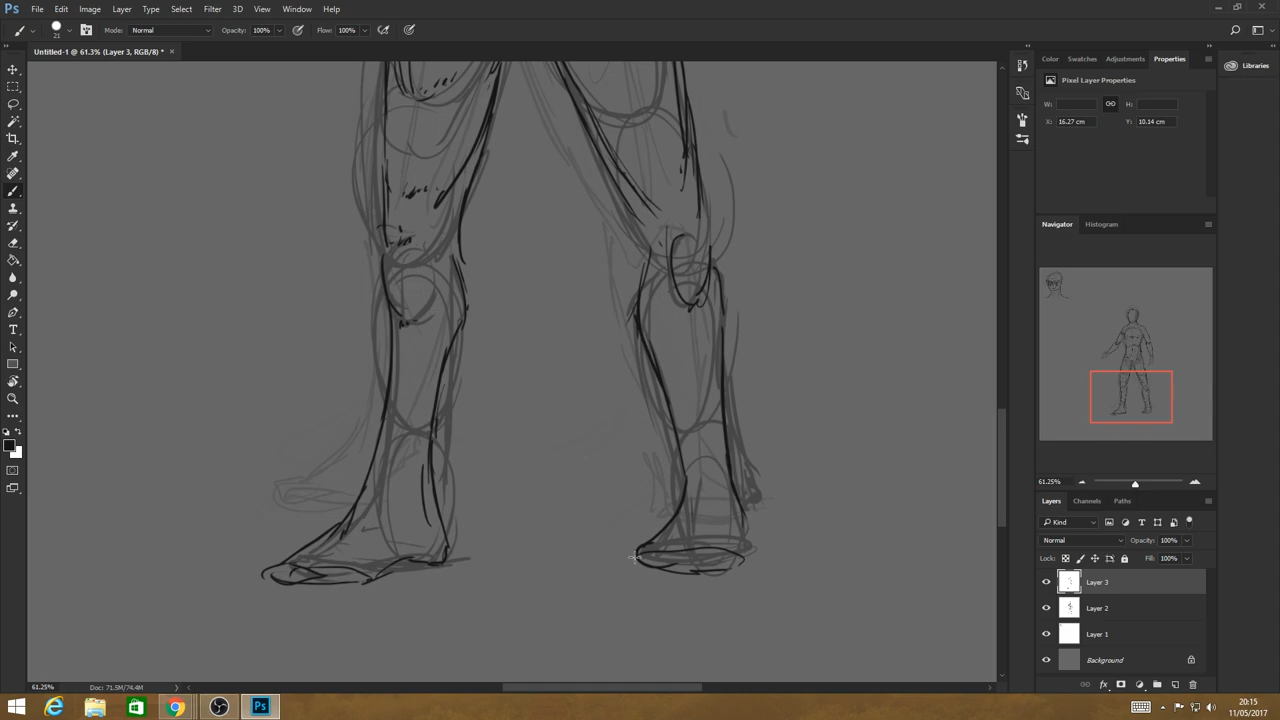 Ps File Edit Image Layer Type Select Filter 3D View Window Help
21 Mode: Normal Opacity: 100% Flow: 100%
Untitled-1 @ 61.3% (Layer 3, RGB/8) * ×
Color Swatches Adjustments Properties
Libraries
Pixel Layer Properties
W: H:
X: 16.27 cm Y: 10.14 cm
Navigator Histogram
61.25%
Layers Channels Paths
Kind
Normal Opacity: 100%
Lock: Fill: 100%
Layer 3
Layer 2
Layer 1
Background
61.25% Doc: 71.5M/74.4M
Ps
20:15
11/05/2017